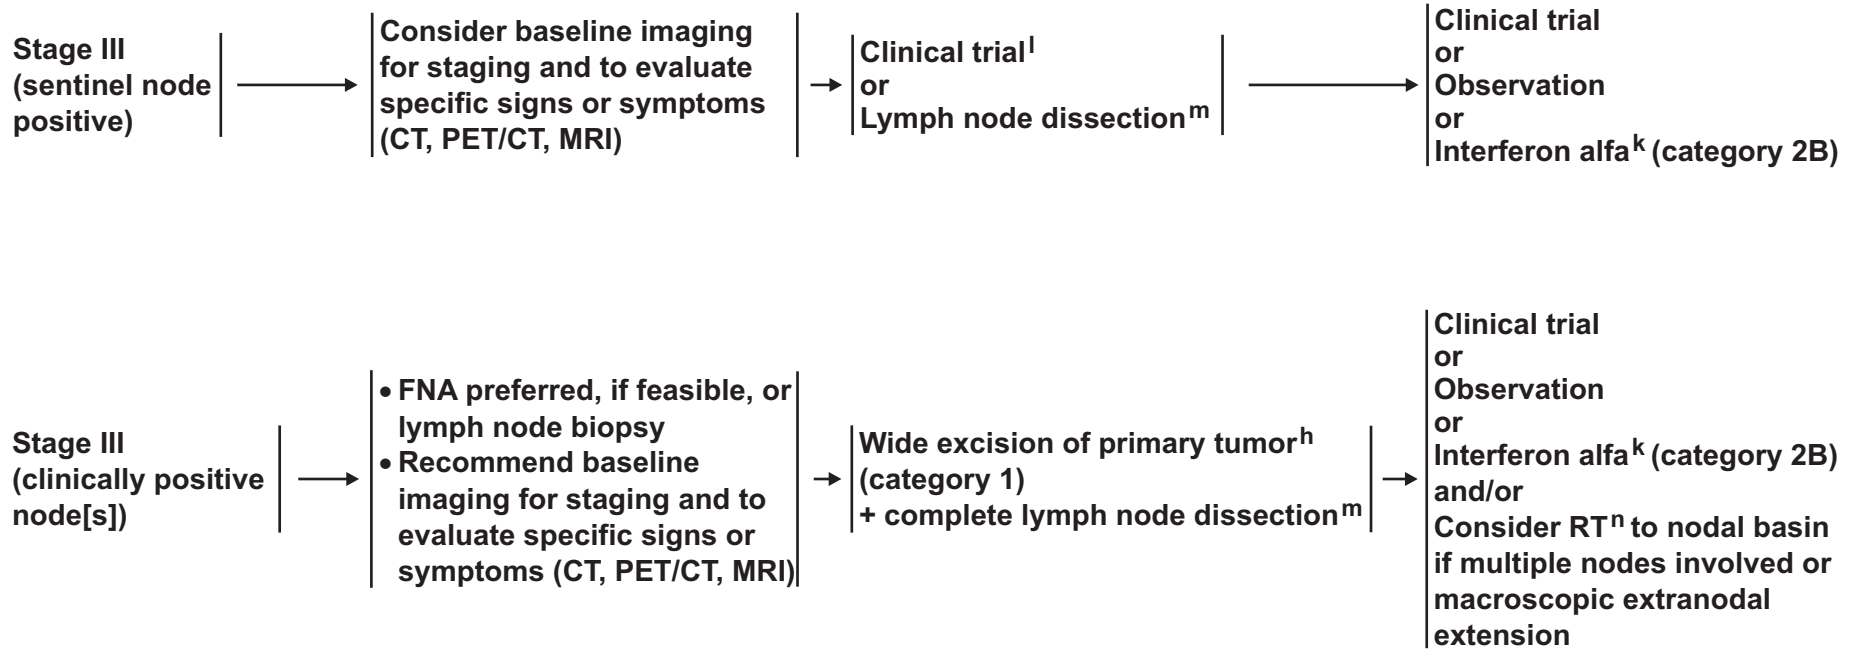 Stage III
(sentinel node
positive)
Consider baseline imaging
for staging and to evaluate
specific signs or symptoms
(CT, PET/CT, MRI)
Clinical trial l
or
Lymph node dissection m
Clinical trial
or
Observation
or
Interferon alfa k (category 2B)
Stage III
(clinically positive
node[s])
• FNA preferred, if feasible, or
lymph node biopsy
• Recommend baseline
imaging for staging and to
evaluate specific signs or
symptoms (CT, PET/CT, MRI)
Wide excision of primary tumor h
(category 1)
+ complete lymph node dissection m
Clinical trial
or
Observation
or
Interferon alfa k (category 2B)
and/or
Consider RT n to nodal basin
if multiple nodes involved or
macroscopic extranodal
extension